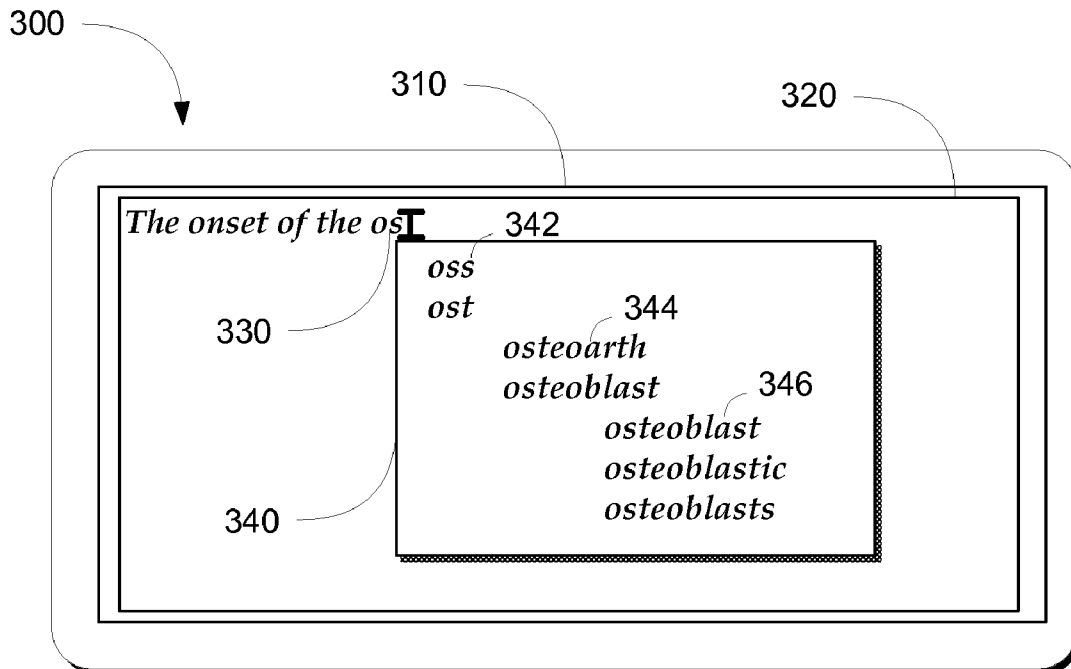 300
310
320
The onset of the os
342
oss
330
ost
344
osteoarth
osteoblast
346
osteoblast
osteoblastic
340
osteoblasts